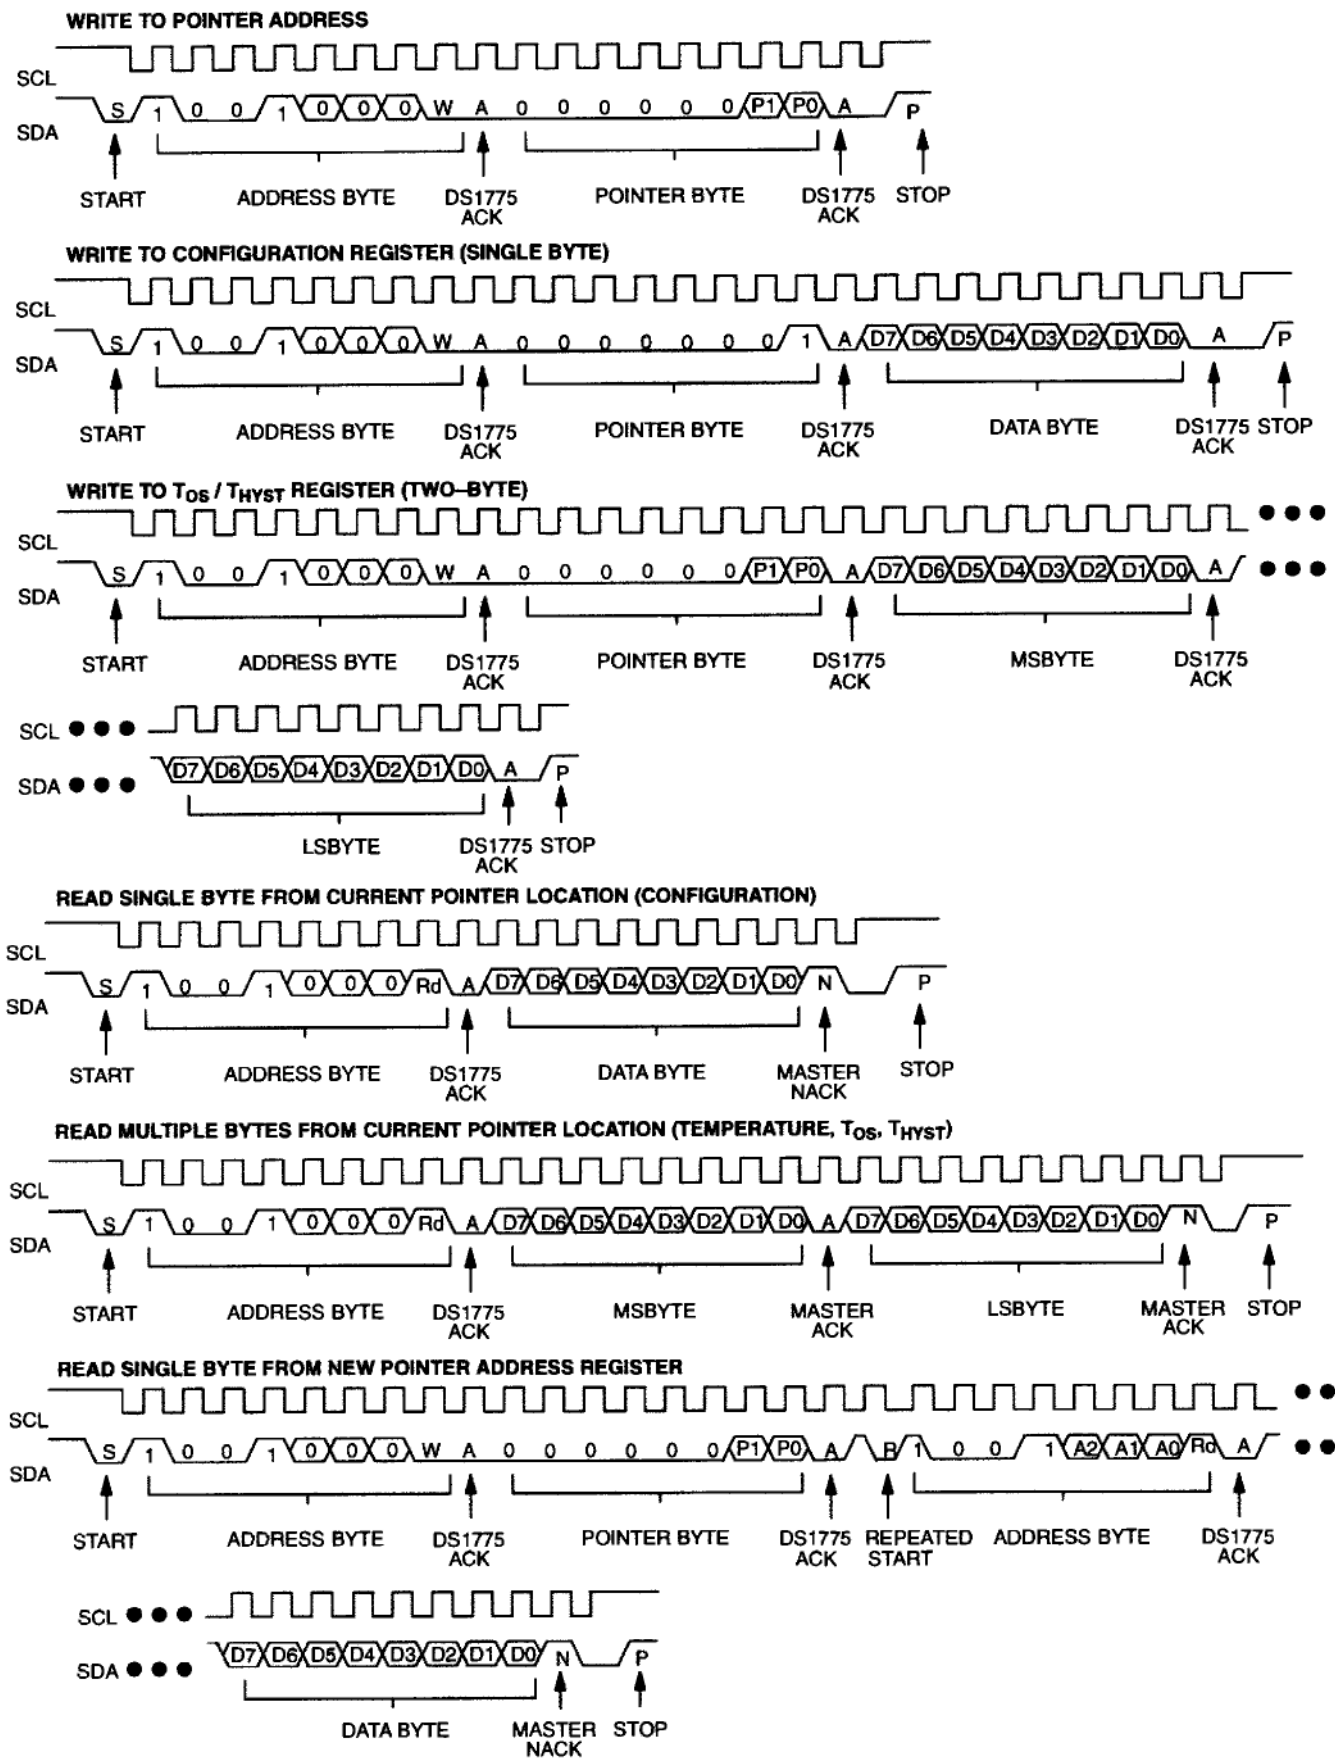 WRITE TO POINTER ADDRESS
SCL
SDA S 1 0 0 1 0 0 0 W A 0 0 0 0 0 0 P1 P0 A P
START ADDRESS BYTE DS1775 ACK POINTER BYTE DS1775 ACK STOP
WRITE TO CONFIGURATION REGISTER (SINGLE BYTE)
SCL
SDA S 1 0 0 1 0 0 0 W A 0 0 0 0 0 0 0 1 A D7 D6 D5 D4 D3 D2 D1 D0 A P
START ADDRESS BYTE DS1775 ACK POINTER BYTE DS1775 ACK DATA BYTE DS1775 ACK STOP
WRITE TO TOS / THYST REGISTER (TWO–BYTE)
SCL
SDA S 1 0 0 1 0 0 0 W A 0 0 0 0 0 0 P1 P0 A D7 D6 D5 D4 D3 D2 D1 D0 A
START ADDRESS BYTE DS1775 ACK POINTER BYTE DS1775 ACK MSBYTE DS1775 ACK
SCL
SDA D7 D6 D5 D4 D3 D2 D1 D0 A P
LSBYTE DS1775 ACK STOP
READ SINGLE BYTE FROM CURRENT POINTER LOCATION (CONFIGURATION)
SCL
SDA S 1 0 0 1 0 0 0 Rd A D7 D6 D5 D4 D3 D2 D1 D0 N P
START ADDRESS BYTE DS1775 ACK DATA BYTE MASTER NACK STOP
READ MULTIPLE BYTES FROM CURRENT POINTER LOCATION (TEMPERATURE, TOS, THYST)
SCL
SDA S 1 0 0 1 0 0 0 Rd A D7 D6 D5 D4 D3 D2 D1 D0 A D7 D6 D5 D4 D3 D2 D1 D0 N P
START ADDRESS BYTE DS1775 ACK MSBYTE MASTER ACK LSBYTE MASTER ACK STOP
READ SINGLE BYTE FROM NEW POINTER ADDRESS REGISTER
SCL
SDA S 1 0 0 1 0 0 0 W A 0 0 0 0 0 0 P1 P0 A R 1 0 0 1 A2 A1 A0 Rd A
START ADDRESS BYTE DS1775 ACK POINTER BYTE DS1775 ACK REPEATED START ADDRESS BYTE DS1775 ACK
SCL
SDA D7 D6 D5 D4 D3 D2 D1 D0 N P
DATA BYTE MASTER NACK STOP